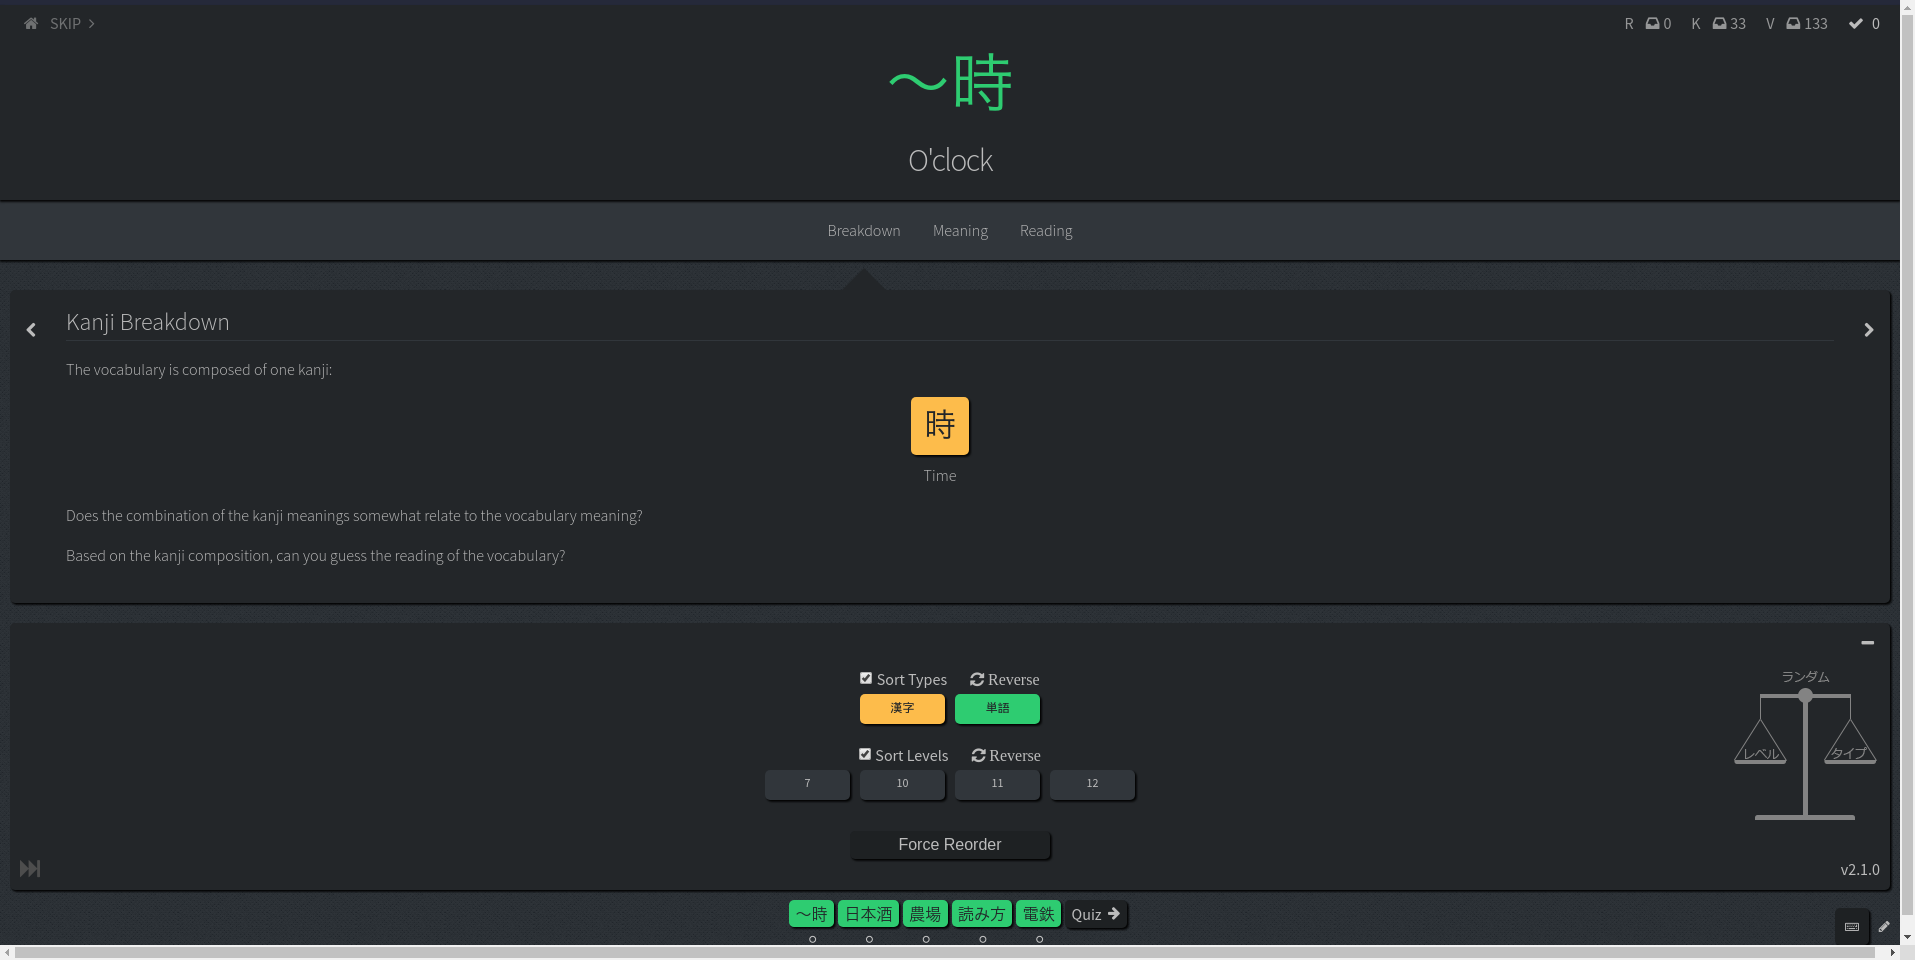 SKIP
R 0 K 33 V 133 0
〜時
O'clock
Breakdown Meaning Reading
Kanji Breakdown
The vocabulary is composed of one kanji:
時
Time
Does the combination of the kanji meanings somewhat relate to the vocabulary meaning?
Based on the kanji composition, can you guess the reading of the vocabulary?
Sort Types Reverse
漢字 単語
Sort Levels Reverse
7 10 11 12
Force Reorder
ランダム
レベル タイプ
v2.1.0
〜時 日本酒 農場 読み方 電鉄 Quiz